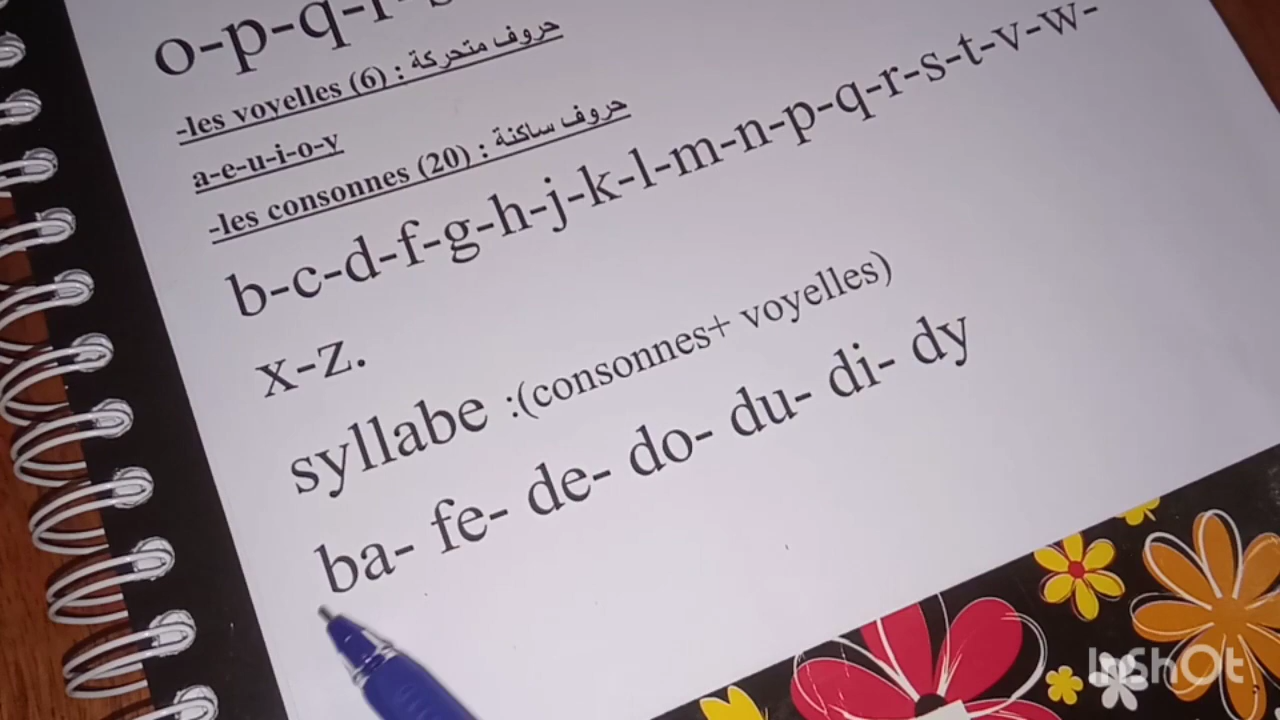 o-p-q-r-s
-les voyelles (6) : حروف متحركة
a-e-u-i-o-y
-les consonnes (20) : حروف ساكنة
b-c-d-f-g-h-j-k-l-m-n-p-q-r-s-t-v-w-
x-z.
syllabe :(consonnes+ voyelles)
ba- fe- de- do- du- di- dy
InShOt